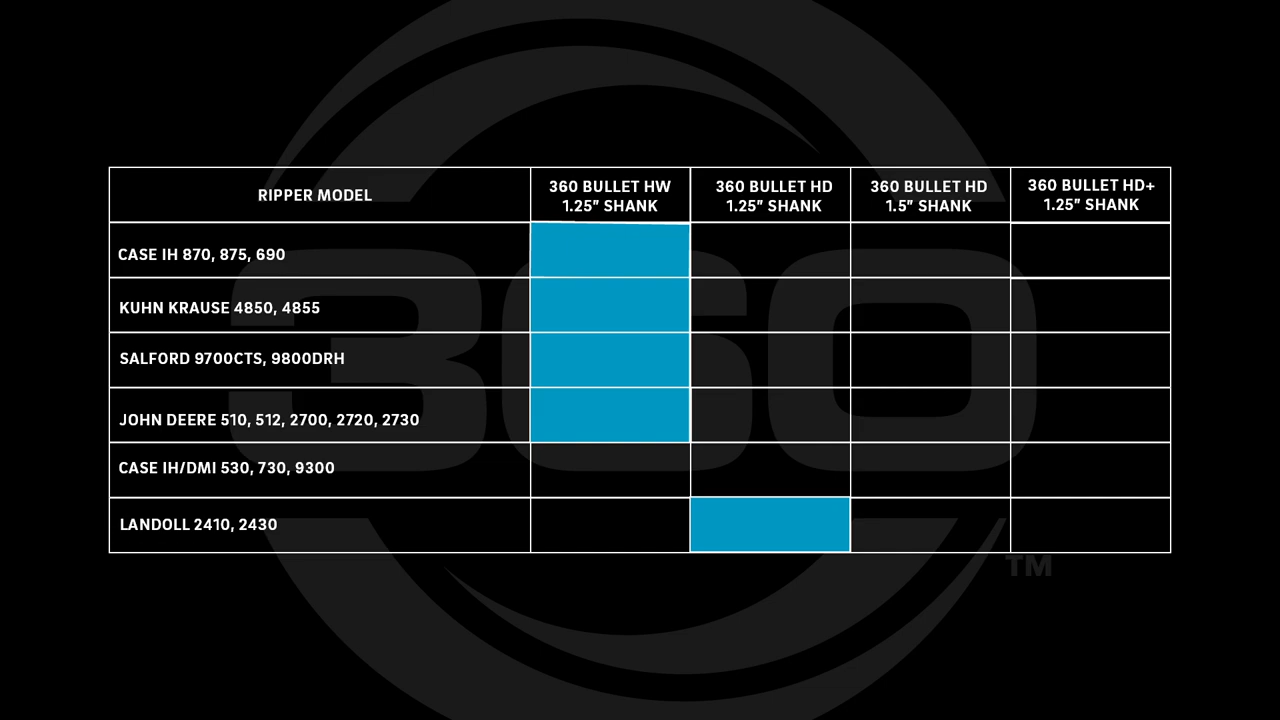 RIPPER MODEL
360 BULLET HW
1.25” SHANK
360 BULLET HD
1.25” SHANK
360 BULLET HD
1.5” SHANK
360 BULLET HD+
1.25” SHANK
CASE IH 870, 875, 690
KUHN KRAUSE 4850, 4855
SALFORD 9700CTS, 9800DRH
JOHN DEERE 510, 512, 2700, 2720, 2730
CASE IH/DMI 530, 730, 9300
LANDOLL 2410, 2430
360
TM